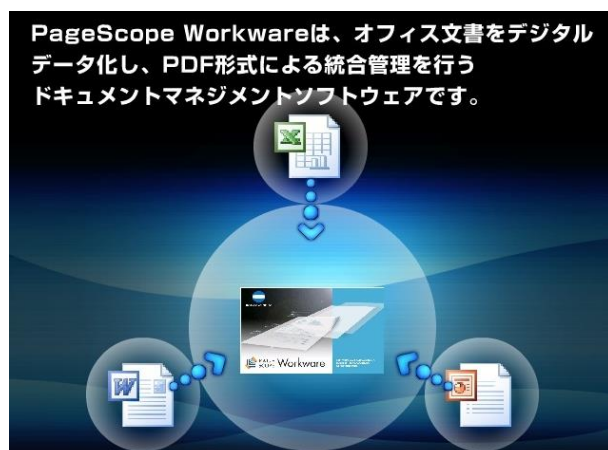 PageScope Workwareは、オフィス文書をデジタル
データ化し、PDF形式による統合管理を行う
ドキュメントマネジメントソフトウェアです。
X
PAGE
SCOPE Workware
W